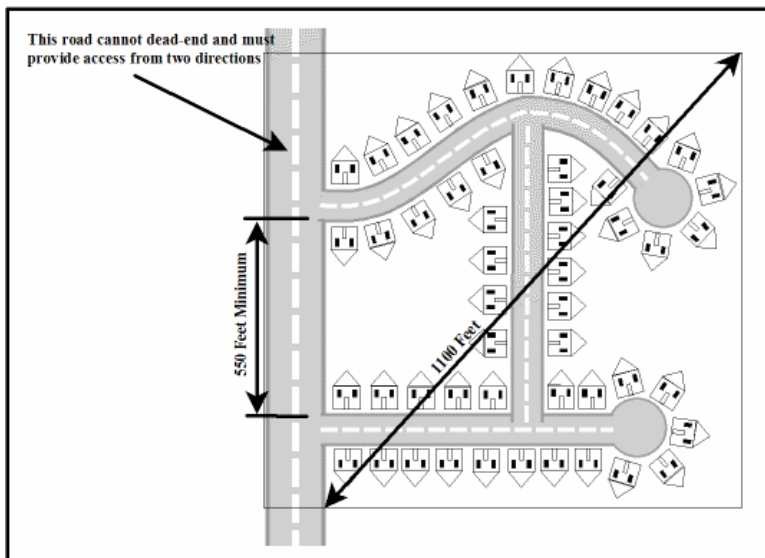 This road cannot dead-end and must
provide access from two directions
550 Feet Minimum
1100 Feet